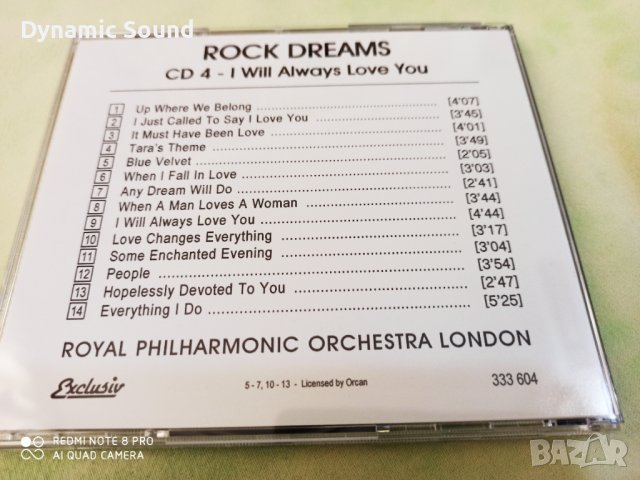 Dynamic Sound
ROCK DREAMS
CD 4 - I Will Always Love You
1 Up Where We Belong [4'07]
2 I Just Called To Say I Love You [3'45]
3 It Must Have Been Love [4'01]
4 Tara's Theme [3'49]
5 Blue Velvet [2'05]
6 When I Fall In Love [3'03]
7 Any Dream Will Do [2'41]
8 When A Man Loves A Woman [3'44]
9 I Will Always Love You [4'44]
10 Love Changes Everything [3'17]
11 Some Enchanted Evening [3'04]
12 People [3'54]
13 Hopelessly Devoted To You [2'47]
14 Everything I Do [5'25]
ROYAL PHILHARMONIC ORCHESTRA LONDON
Exclusiv 5 - 7, 10 - 13 - Licensed by Orcan 333 604
REDMI NOTE 8 PRO
AI QUAD CAMERA
BAZAR
bg